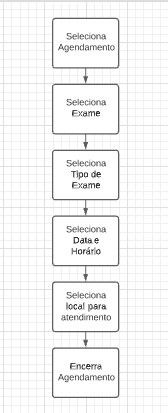 Seleciona
Agendamento
Seleciona
Exame
Seleciona
Tipo de
Exame
Seleciona
Data e
Horário
Seleciona
local para
atendimento
Encerra
Agendamento